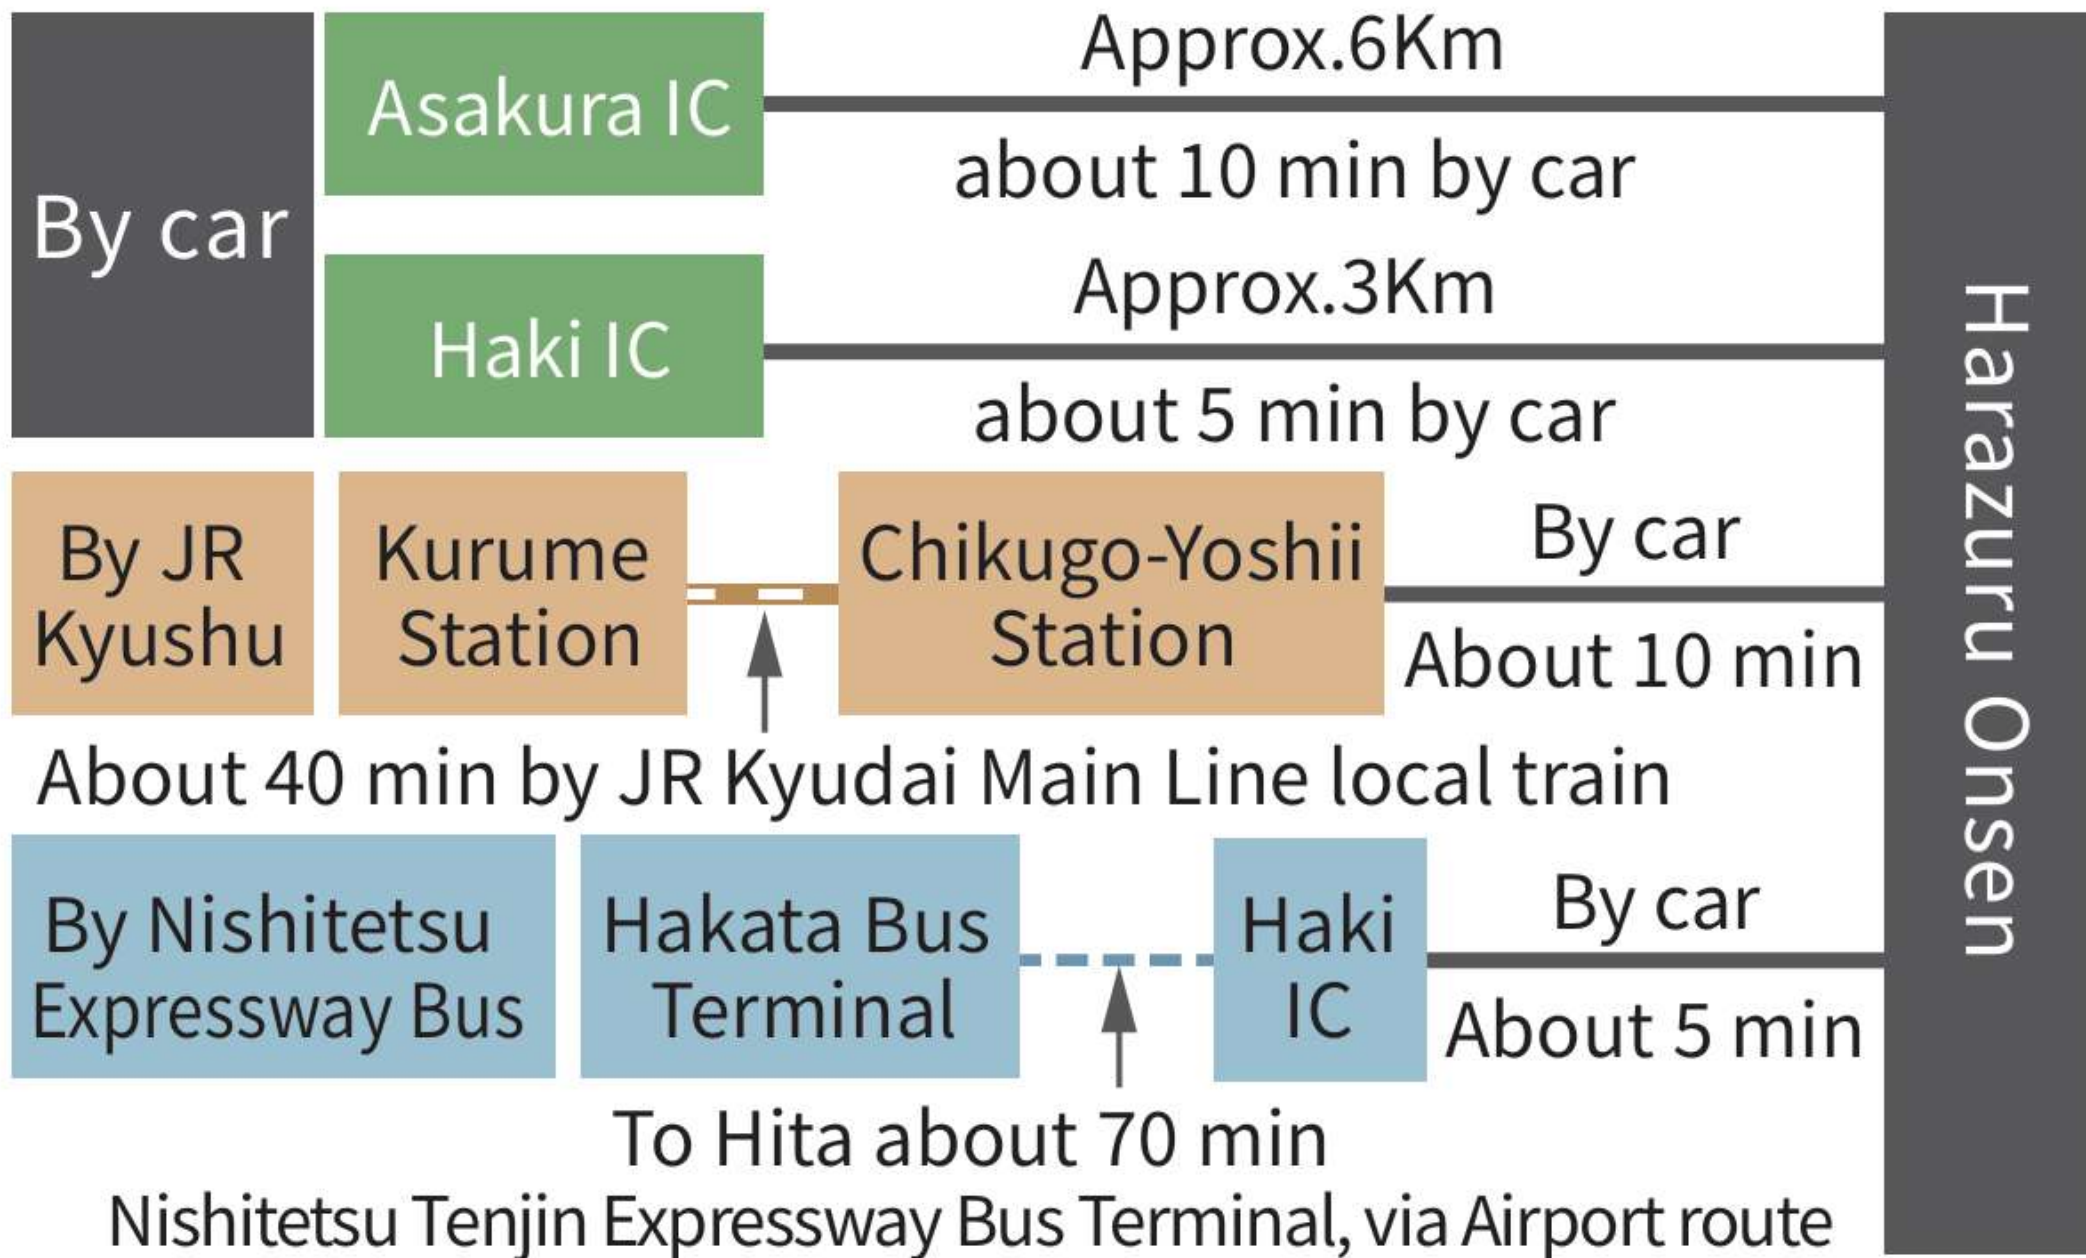 By car
Asakura IC
Approx.6Km
about 10 min by car
Haki IC
Approx.3Km
about 5 min by car
By JR
Kyushu
Kurume
Station
Chikugo-Yoshii
Station
By car
About 10 min
About 40 min by JR Kyudai Main Line local train
By Nishitetsu
Expressway Bus
Hakata Bus
Terminal
Haki
IC
By car
About 5 min
To Hita about 70 min
Nishitetsu Tenjin Expressway Bus Terminal, via Airport route
Harazuru Onsen